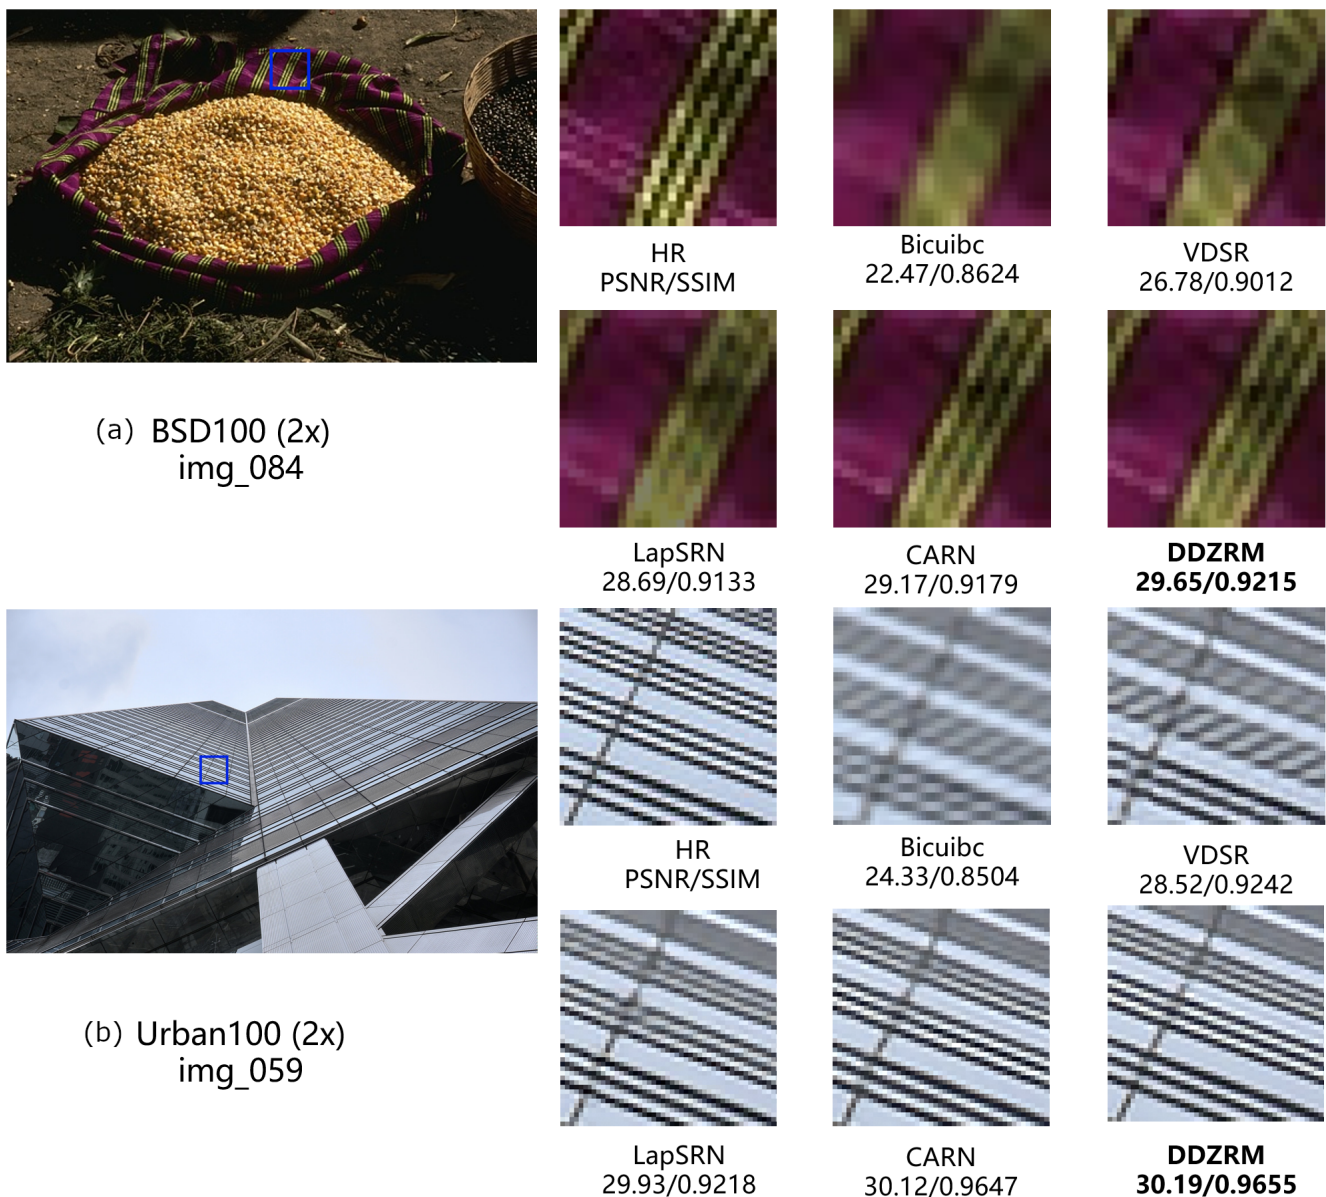 HR
PSNR/SSIM
Bicuibc
22.47/0.8624
VDSR
26.78/0.9012
(a) BSD100 (2x)
img_084
LapSRN
28.69/0.9133
CARN
29.17/0.9179
DDZRM
29.65/0.9215
HR
PSNR/SSIM
Bicuibc
24.33/0.8504
VDSR
28.52/0.9242
(b) Urban100 (2x)
img_059
LapSRN
29.93/0.9218
CARN
30.12/0.9647
DDZRM
30.19/0.9655